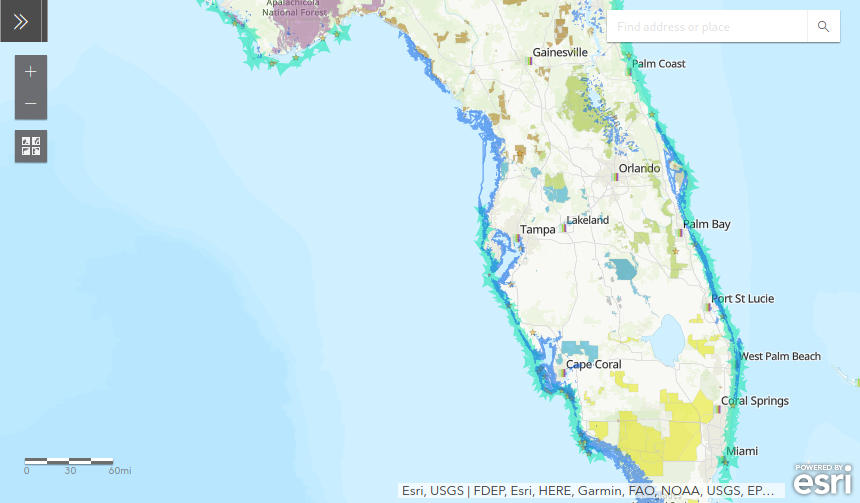 Apalachicola
National Forest
Find address or place
Gainesville
Palm Coast
Orlando
Lakeland
Tampa
Palm Bay
Port St Lucie
West Palm Beach
Cape Coral
Coral Springs
Miami
0 30 60mi
POWERED BY
esri
Esri, USGS | FDEP, Esri, HERE, Garmin, FAO, NOAA, USGS, EP...